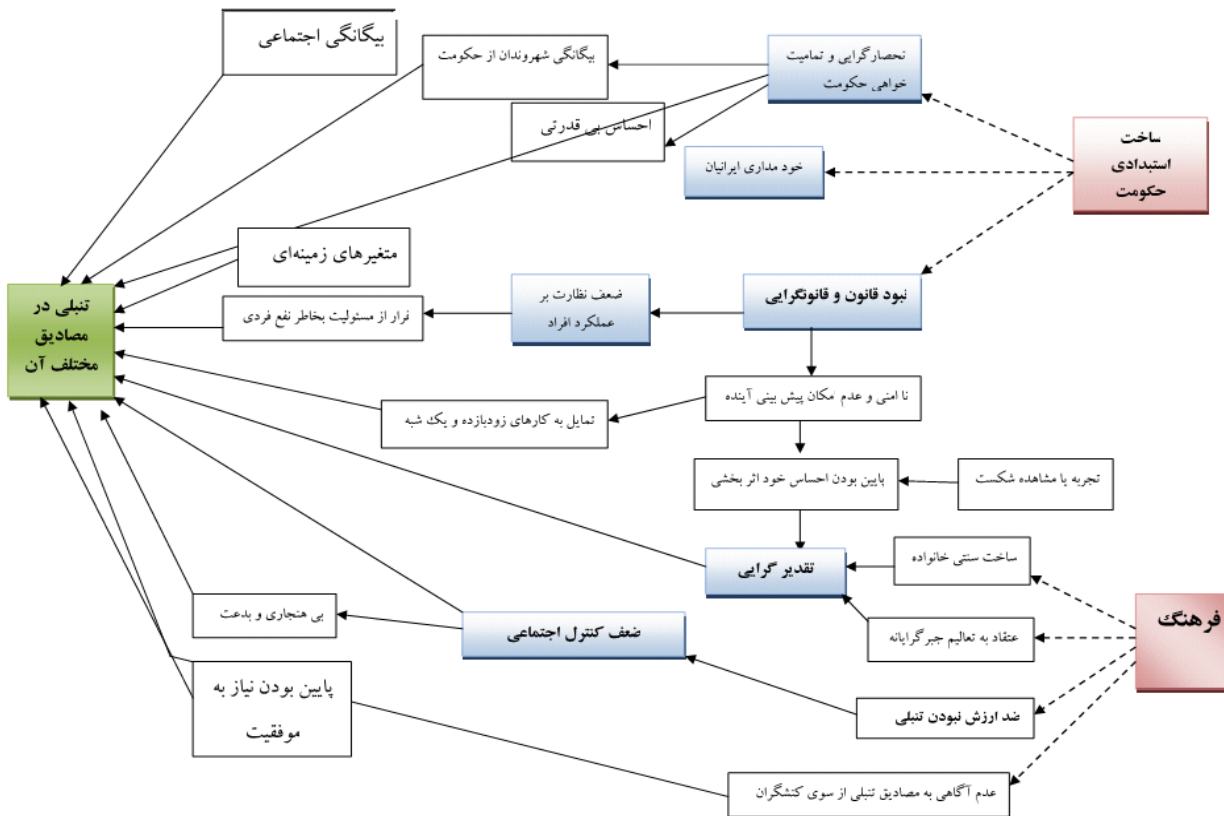 بیگانگی اجتماعی
بیگانگی شهروندان از حکومت
نحصارگرایی و تمامیت
خواهی حکومت
احساس بی قدرتی
خود مداری ایرانیان
ساخت
استبدادی
حکومت
متغیرهای زمینه‌ای
تنبلی در
مصادیق
مختلف آن
فرار از مسئولیت بخاطر نفع فردی
ضعف نظارت بر
عملکرد افراد
نبود قانون و قانونگرایی
نا امنی و عدم امکان پیش بینی آینده
تمایل به کارهای زودبازده و یک شبه
پایین بودن احساس خود اثر بخشی
تجربه یا مشاهده شکست
ساخت سنتی خانواده
تقدیر گرایی
عتقاد به تعالیم جبرگرایانه
فرهنگ
بی هنجاری و بدعت
ضعف کنترل اجتماعی
پایین بودن نیاز به
موفقیت
ضد ارزش نبودن تنبلی
عدم آگاهی به مصادیق تنبلی از سوی کنشگران